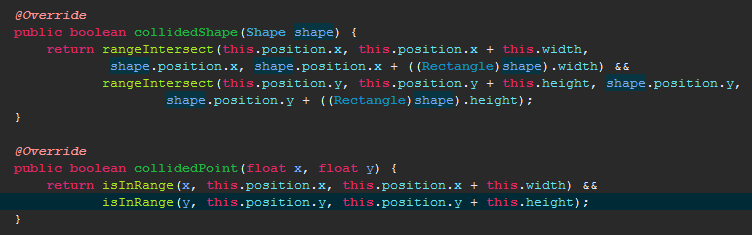 @Override
public boolean collidedShape(Shape shape) {
    return rangeIntersect(this.position.x, this.position.x + this.width,
            shape.position.x, shape.position.x + ((Rectangle)shape).width) &&
           rangeIntersect(this.position.y, this.position.y + this.height, shape.position.y,
                   shape.position.y + ((Rectangle)shape).height);
}
@Override
public boolean collidedPoint(float x, float y) {
    return isInRange(x, this.position.x, this.position.x + this.width) &&
           isInRange(y, this.position.y, this.position.y + this.height);
}